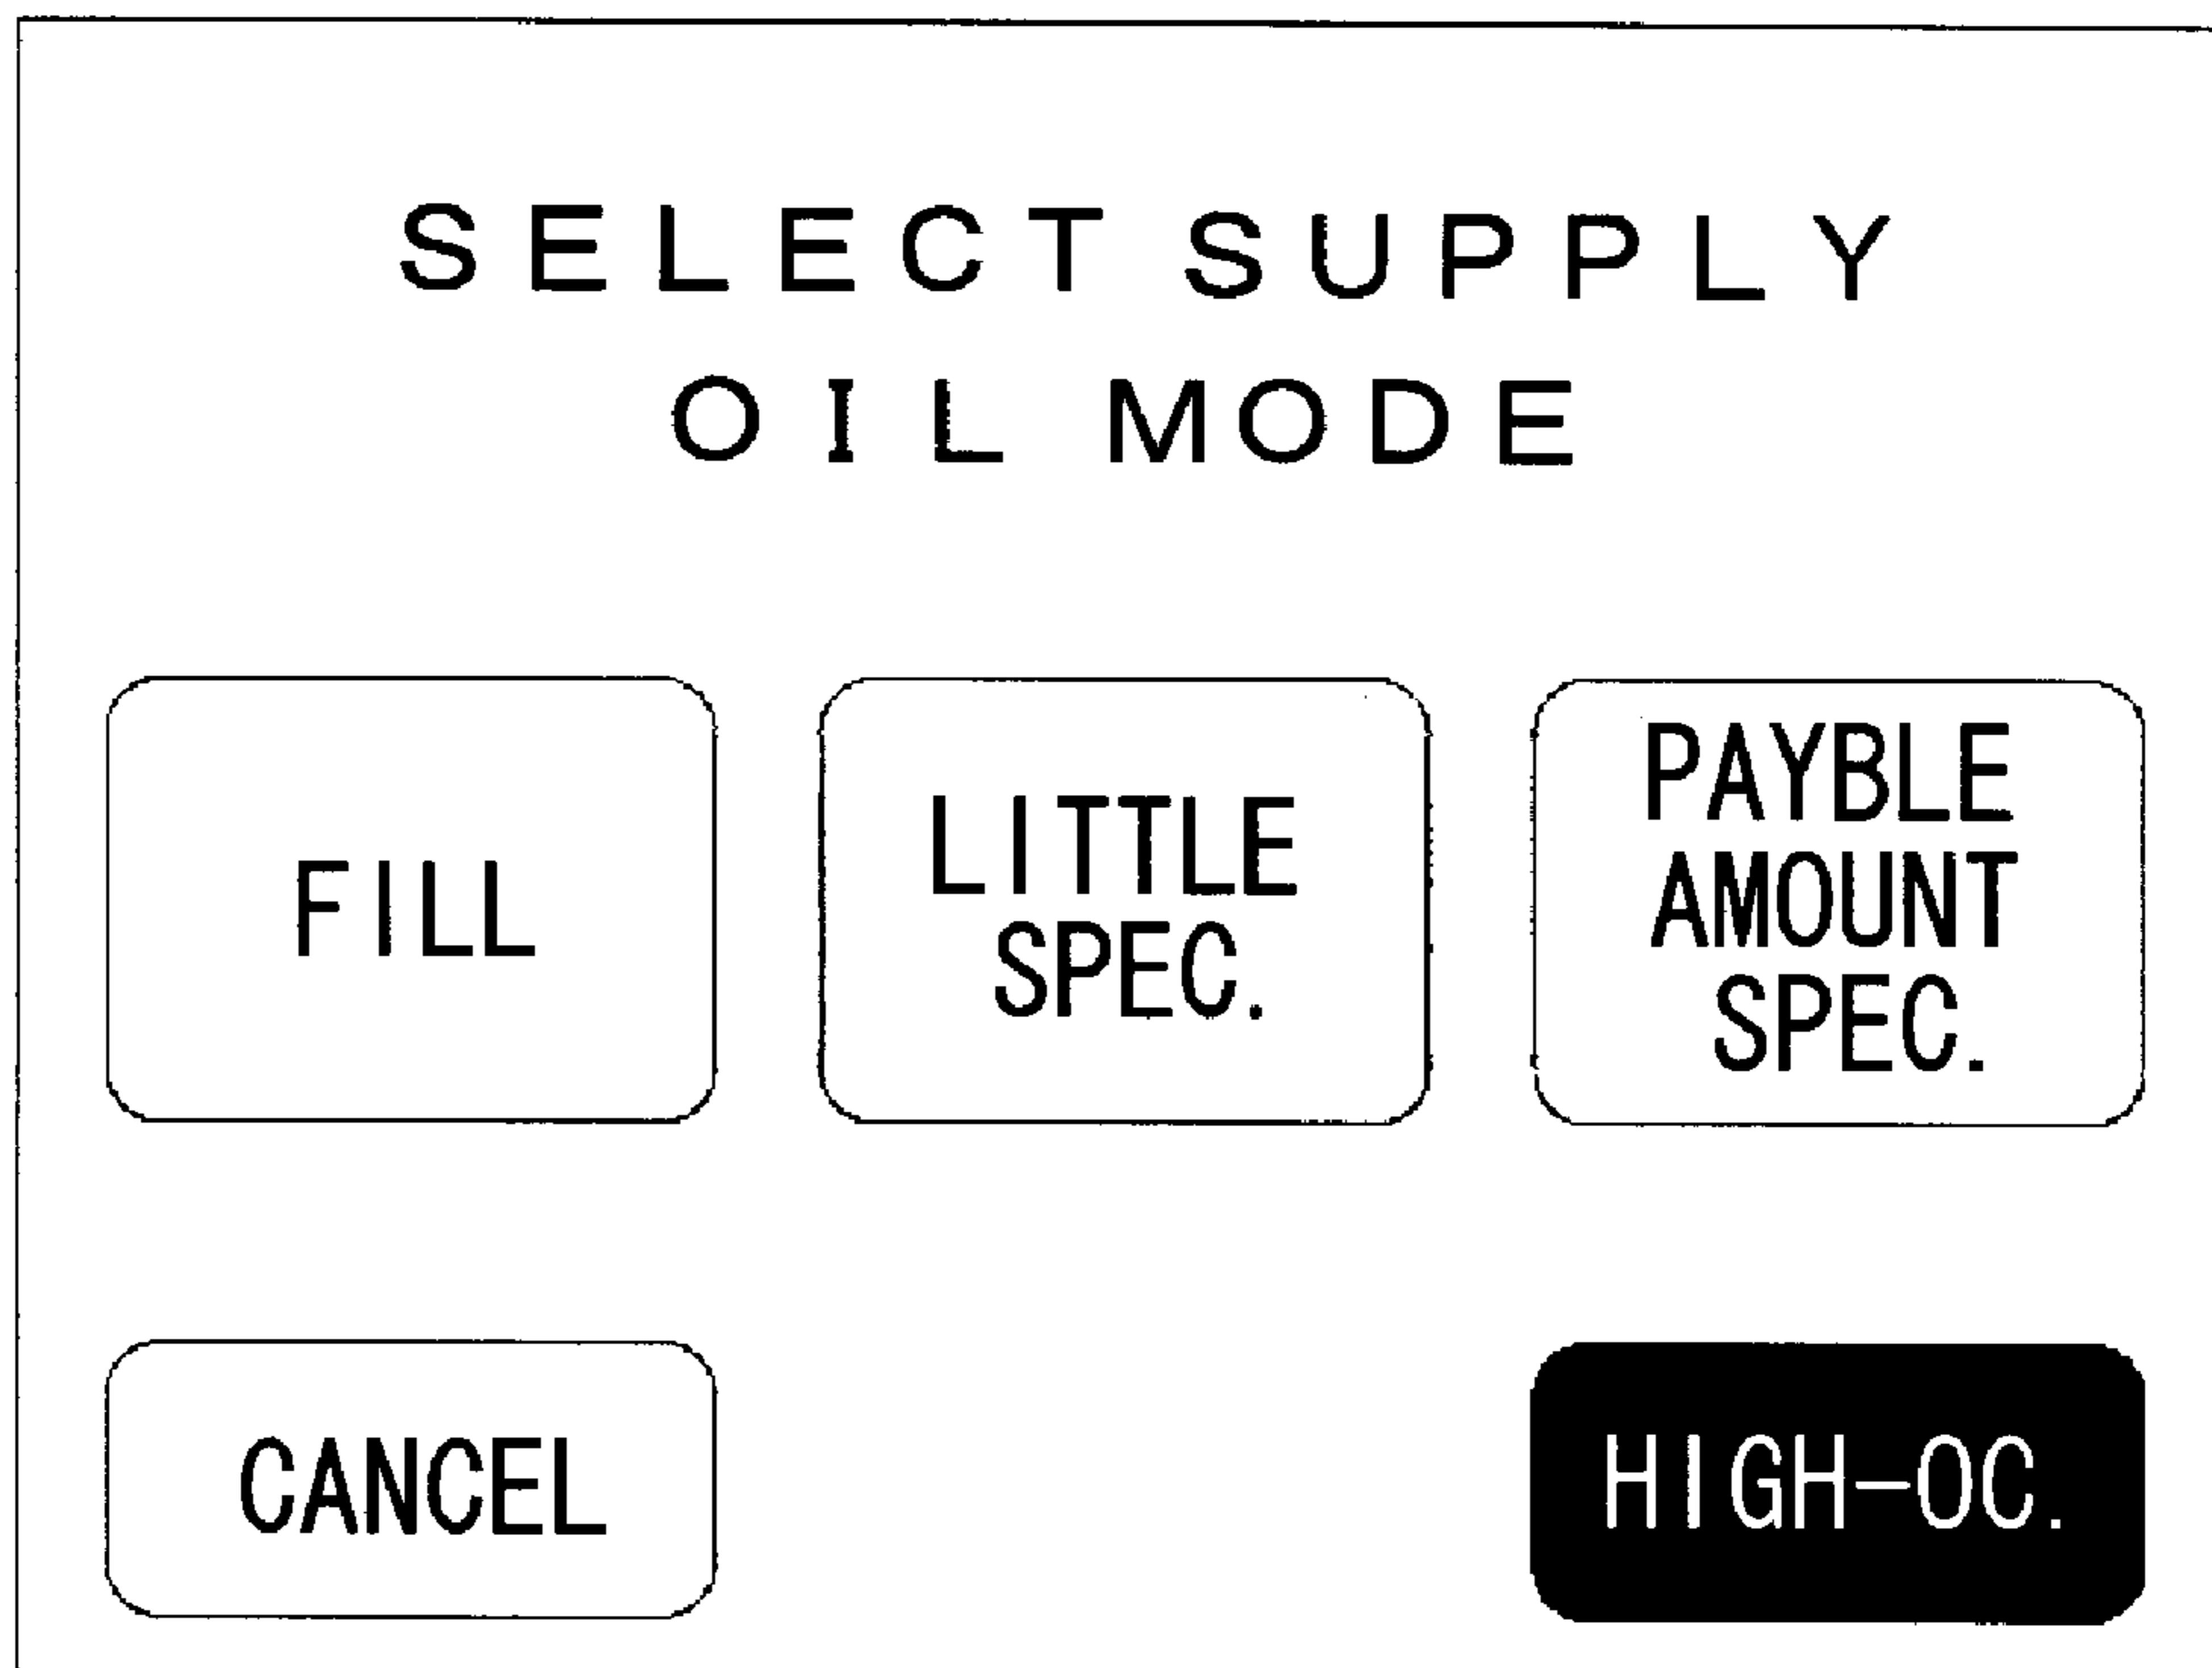 SELECT SUPPLY
OIL MODE
FILL
LITTLE
SPEC.
PAYBLE
AMOUNT
SPEC.
CANCEL
HIGH-OC.